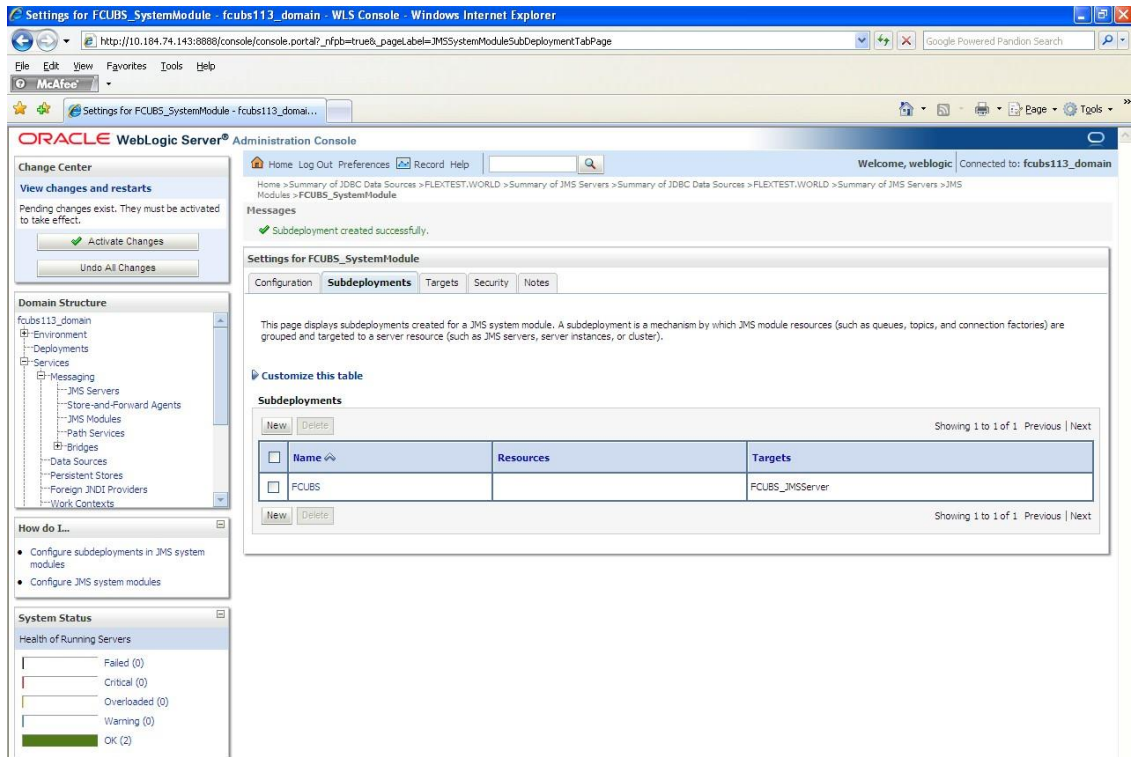 Settings for FCUBS_SystemModule - fcubs113_domain - WLS Console - Windows Internet Explorer
http://10.184.74.143:8888/console/console.portal?_nfpb=true&_pageLabel=JMSSystemModuleSubDeploymentTabPage
Google Powered Pandion Search
File Edit View Favorites Tools Help
McAfee
Settings for FCUBS_SystemModule - fcubs113_domai...
Page Tools »
ORACLE WebLogic Server® Administration Console
Change Center
View changes and restarts
Pending changes exist. They must be activated
to take effect.
Activate Changes
Undo All Changes
Domain Structure
fcubs113_domain
Environment
Deployments
Services
Messaging
JMS Servers
Store-and-Forward Agents
JMS Modules
Path Services
Bridges
Data Sources
Persistent Stores
Foreign JNDI Providers
Work Contexts
How do I...
Configure subdeployments in JMS system
modules
Configure JMS system modules
System Status
Health of Running Servers
Failed (0)
Critical (0)
Overloaded (0)
Warning (0)
OK (2)
Home Log Out Preferences Record Help
Welcome, weblogic Connected to: fcubs113_domain
Home >Summary of JDBC Data Sources >FLEXTEST.WORLD >Summary of JMS Servers >Summary of JDBC Data Sources >FLEXTEST.WORLD >Summary of JMS Servers >JMS
Modules >FCUBS_SystemModule
Messages
Subdeployment created successfully.
Settings for FCUBS_SystemModule
Configuration Subdeployments Targets Security Notes
This page displays subdeployments created for a JMS system module. A subdeployment is a mechanism by which JMS module resources (such as queues, topics, and connection factories) are
grouped and targeted to a server resource (such as JMS servers, server instances, or cluster).
Customize this table
Subdeployments
New Delete Showing 1 to 1 of 1 Previous | Next
Name Resources Targets
FCUBS FCUBS_JMSServer
New Delete Showing 1 to 1 of 1 Previous | Next